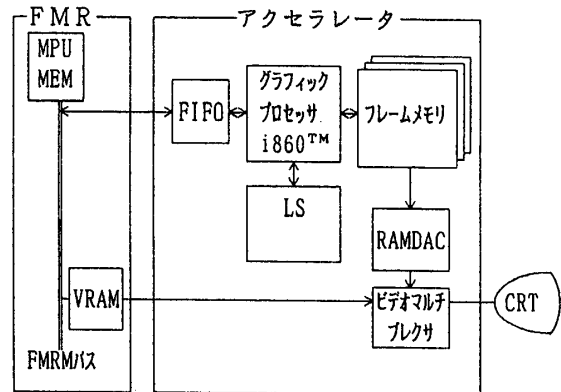 FMR
アクセラレータ
MPU
MEM
FIFO
グラフィック
プロセッサ
i860™
フレームメモリ
LS
RAMDAC
VRAM
ビデオマルチ
プレクサ
CRT
FMRMバス